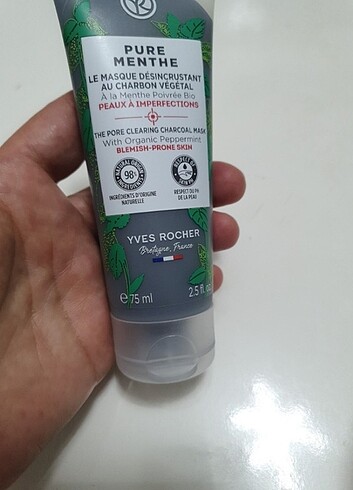 PURE
MENTHE
LE MASQUE DÉSINCRUSTANT
AU CHARBON VÉGÉTAL
À la Menthe Poivrée Bio
PEAUX À IMPERFECTIONS
THE PORE CLEARING CHARCOAL MASK
With Organic Peppermint
BLEMISH-PRONE SKIN
98%
INGRÉDIENTS D'ORIGINE
NATURELLE
RESPECT DU PH
DE LA PEAU
YVES ROCHER
Bretagne, France
e 75 ml
2.5 fl. oz